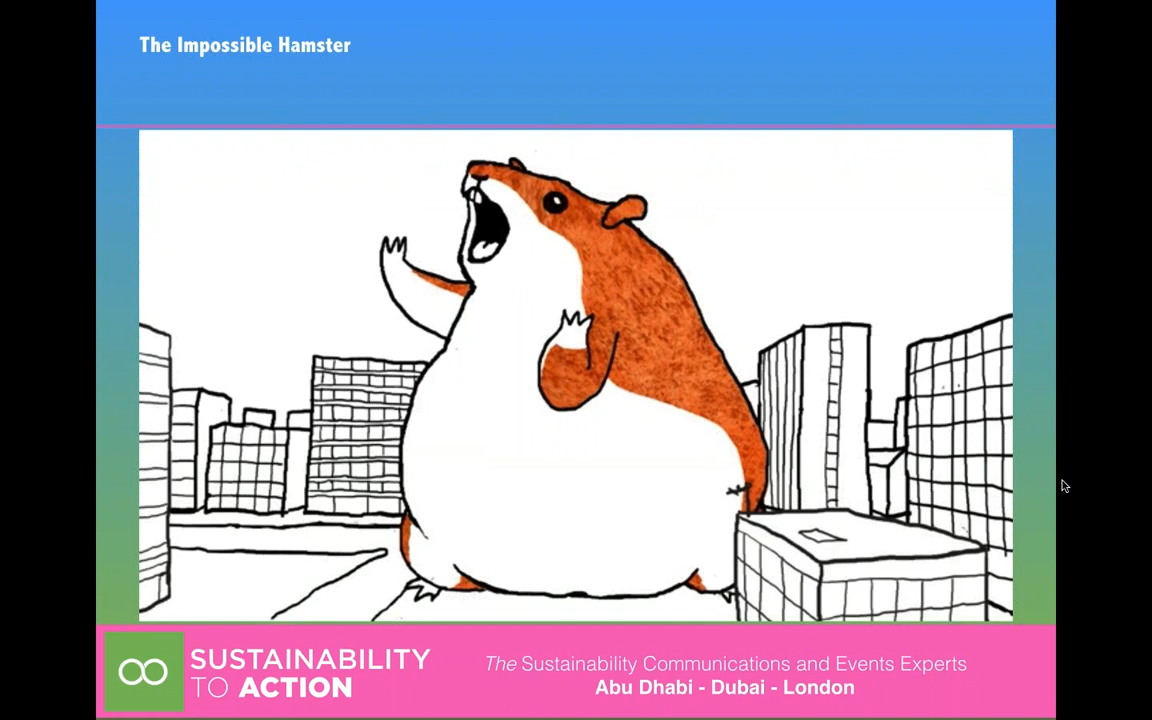 The Impossible Hamster
SUSTAINABILITY
TO ACTION
The Sustainability Communications and Events Experts
Abu Dhabi - Dubai - London